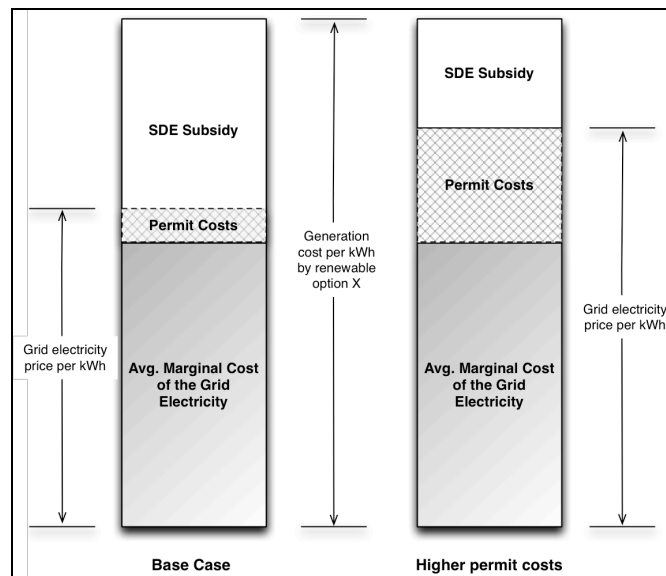 SDE Subsidy
Permit Costs
Avg. Marginal Cost
of the Grid
Electricity
Grid electricity
price per kWh
Base Case
Generation
cost per kWh
by renewable
option X
SDE Subsidy
Permit Costs
Avg. Marginal Cost
of the Grid
Electricity
Grid electricity
price per kWh
Higher permit costs